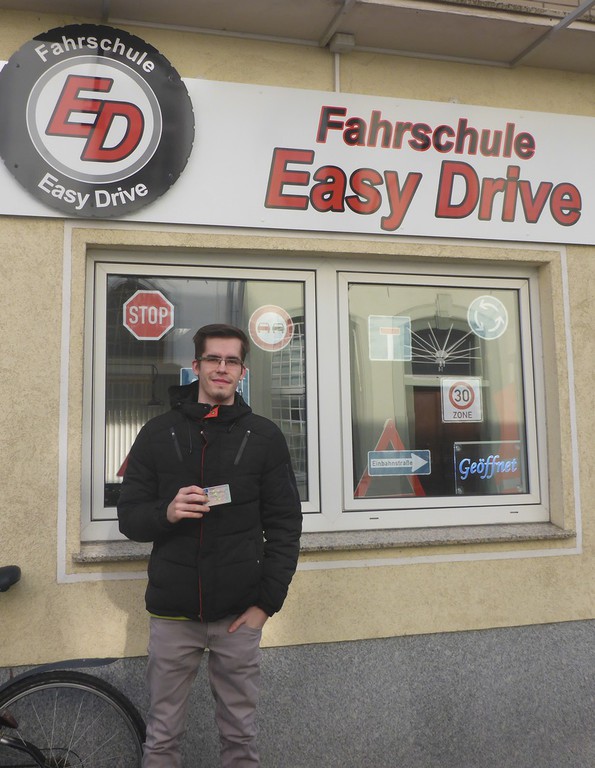 Fahrschule
ED
Easy Drive
Fahrschule
Easy Drive
STOP
30
ZONE
Einbahnstraße
Geöffnet